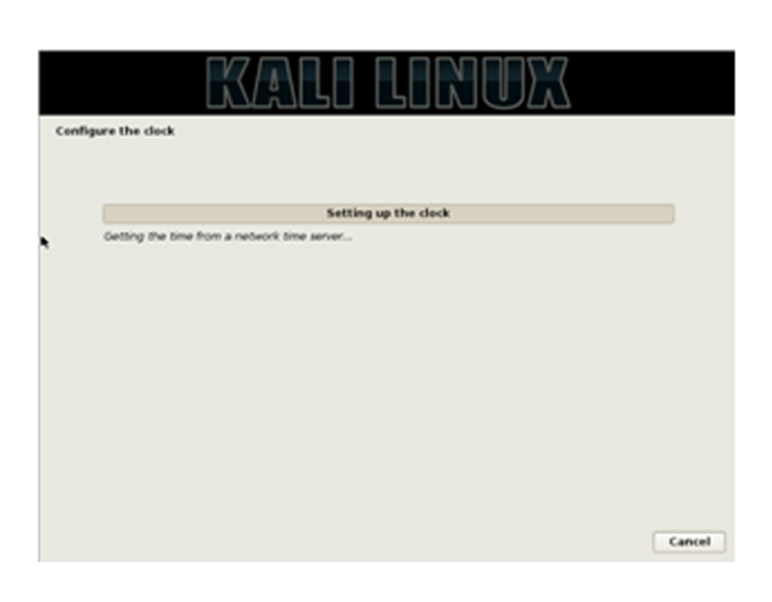 KALI LINUX
Configure the clock
Setting up the clock
Getting the time from a network time server...
Cancel